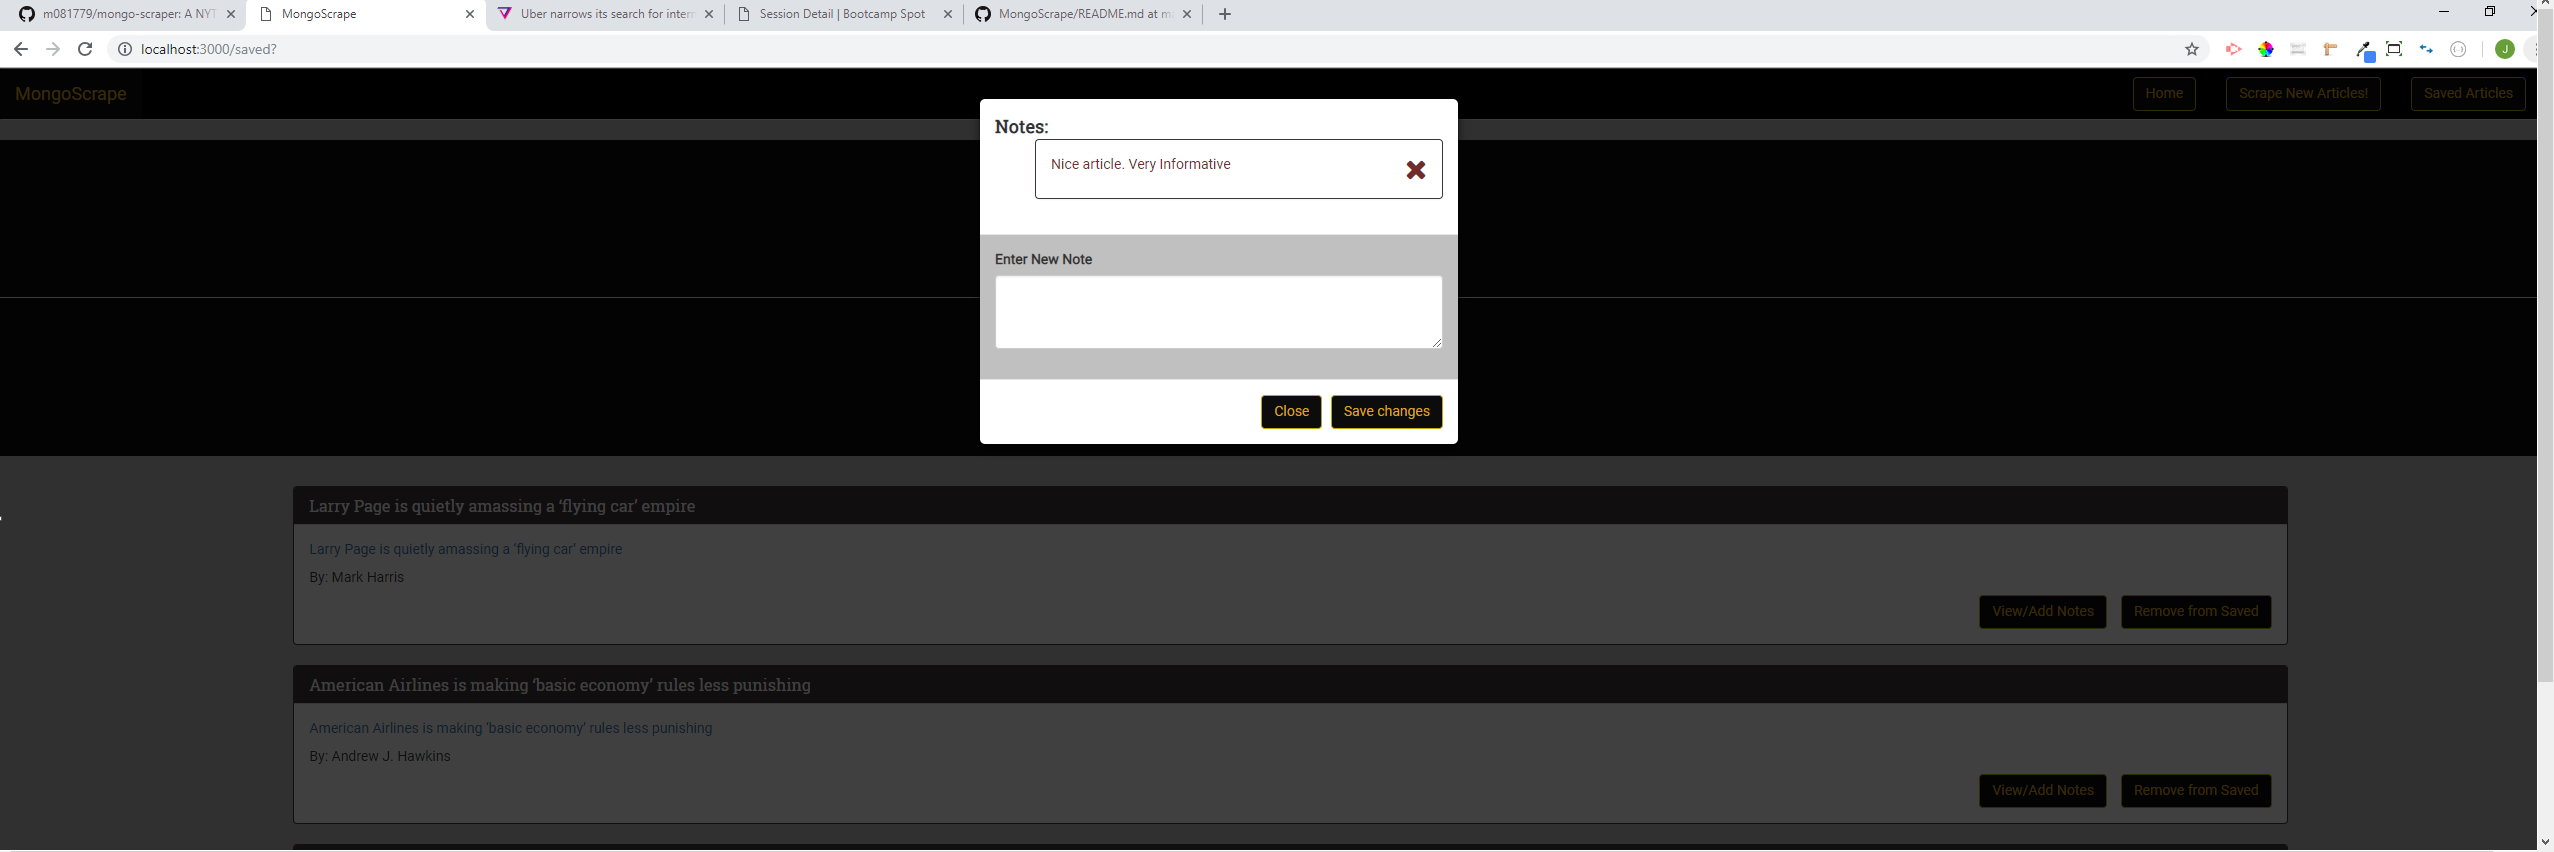 m081779/mongo-scraper: A NYT
MongoScrape
Uber narrows its search for intern
Session Detail | Bootcamp Spot
MongoScrape/README.md at m
localhost:3000/saved?
J
MongoScrape
Home
Scrape New Articles!
Saved Articles
Notes:
Nice article. Very Informative
Enter New Note
Close
Save changes
Larry Page is quietly amassing a ‘flying car’ empire
Larry Page is quietly amassing a ‘flying car’ empire
By: Mark Harris
View/Add Notes
Remove from Saved
American Airlines is making ‘basic economy’ rules less punishing
American Airlines is making ‘basic economy’ rules less punishing
By: Andrew J. Hawkins
View/Add Notes
Remove from Saved